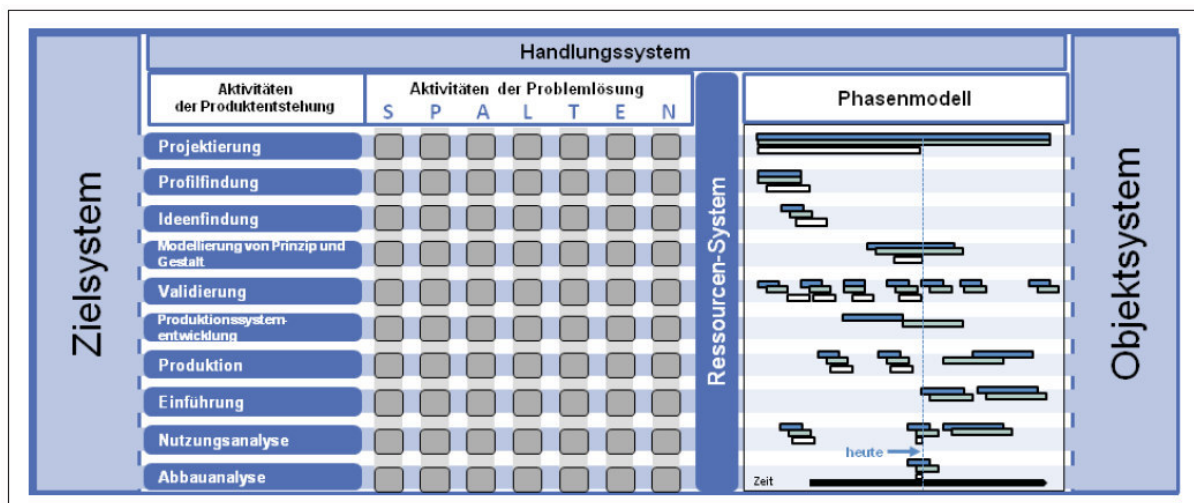 Zielsystem
Handlungssystem
Aktivitäten
der Produktentstehung
Aktivitäten der Problemlösung
S P A L T E N
Projektierung
Profilfindung
Ideenfindung
Modellierung von Prinzip und
Gestalt
Validierung
Produktionssystem-
entwicklung
Produktion
Einführung
Nutzungsanalyse
Abbauanalyse
Ressourcen-System
Phasenmodell
heute
Zeit
Objektsystem